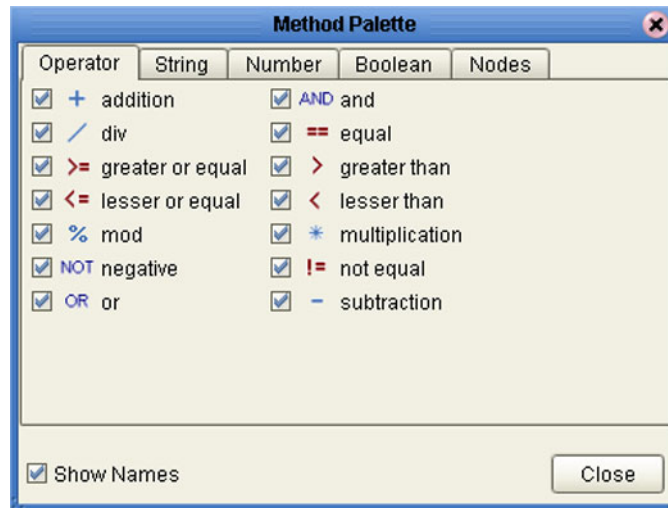 Method Palette
Operator String Number Boolean Nodes
+ addition AND and
/ div == equal
>= greater or equal > greater than
<= lesser or equal < lesser than
% mod * multiplication
NOT negative != not equal
OR or - subtraction
Show Names Close